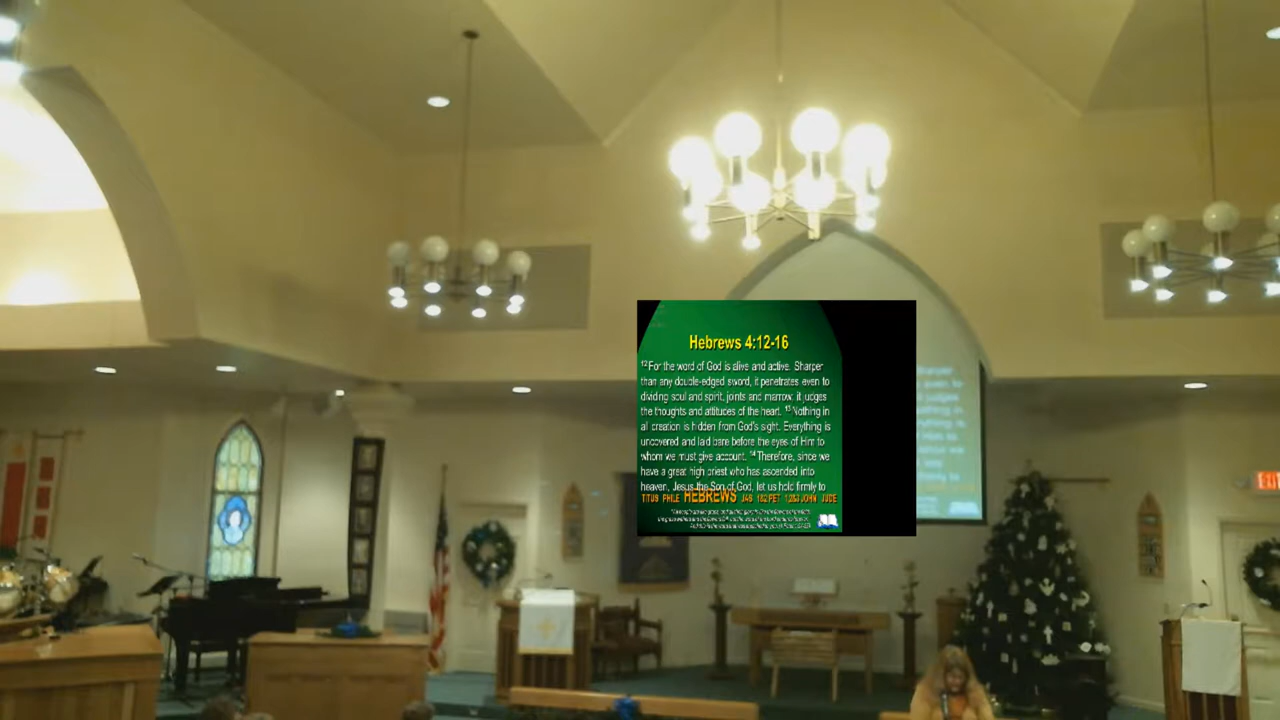 Hebrews 4:12-16
12 For the word of God is alive and active. Sharper
than any double-edged sword, it penetrates even to
dividing soul and spirit, joints and marrow; it judges
the thoughts and attitudes of the heart. 13 Nothing in
all creation is hidden from God's sight. Everything is
uncovered and laid bare before the eyes of Him to
whom we must give account. 14 Therefore, since we
have a great high priest who has ascended into
heaven, Jesus the Son of God, let us hold firmly to
TITUS PHILE HEBREWS JAS 1&2 PET 1,2&3 JOHN JUDE
EXIT